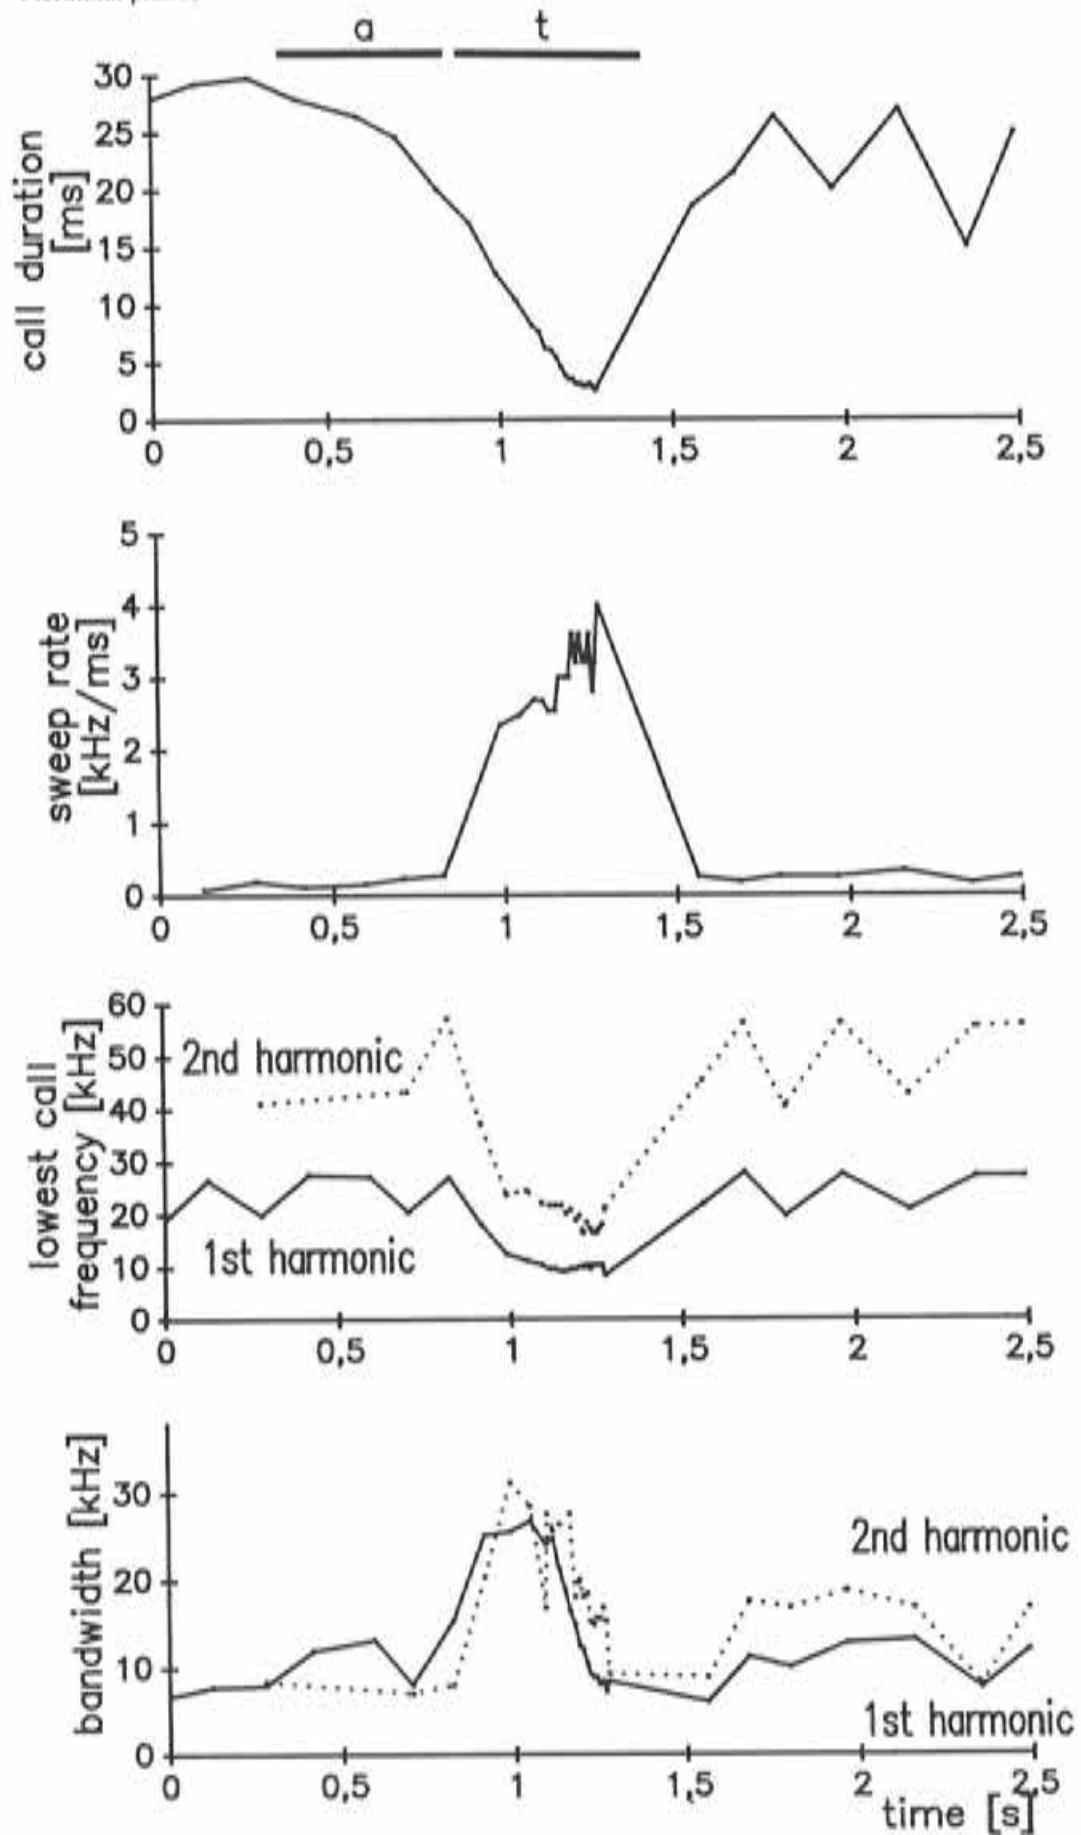 a t
call duration
[ms]
30
25
20
15
10
5
0
0 0,5 1 1,5 2 2,5
sweep rate
[kHz/ms]
5
4
3
2
1
0
0 0,5 1 1,5 2 2,5
lowest call
frequency [kHz]
60
50
40
30
20
10
0
2nd harmonic
1st harmonic
0 0,5 1 1,5 2 2,5
bandwidth [kHz]
30
20
10
0
2nd harmonic
1st harmonic
0 0,5 1 1,5 2 2,5
time [s]